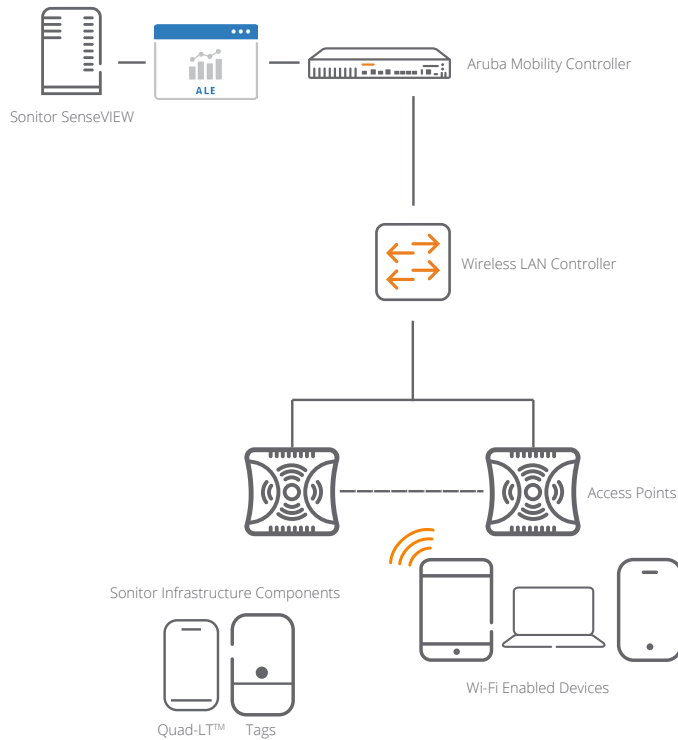 ALE
Aruba Mobility Controller
Sonitor SenseVIEW
Wireless LAN Controller
Access Points
Sonitor Infrastructure Components
Wi-Fi Enabled Devices
Quad-LT™ Tags